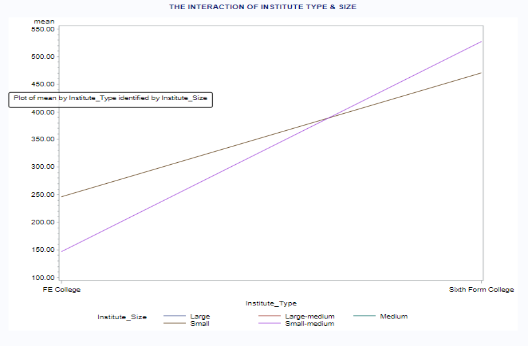 THE INTERACTION OF INSTITUTE TYPE & SIZE
mean
550.00
500.00
450.00
Plot of mean by Institute_Type identified by Institute_Size
400.00
350.00
300.00
250.00
200.00
150.00
100.00
FE College Sixth Form College
Institute_Type
Institute_Size Large Large-medium Medium
Small Small-medium